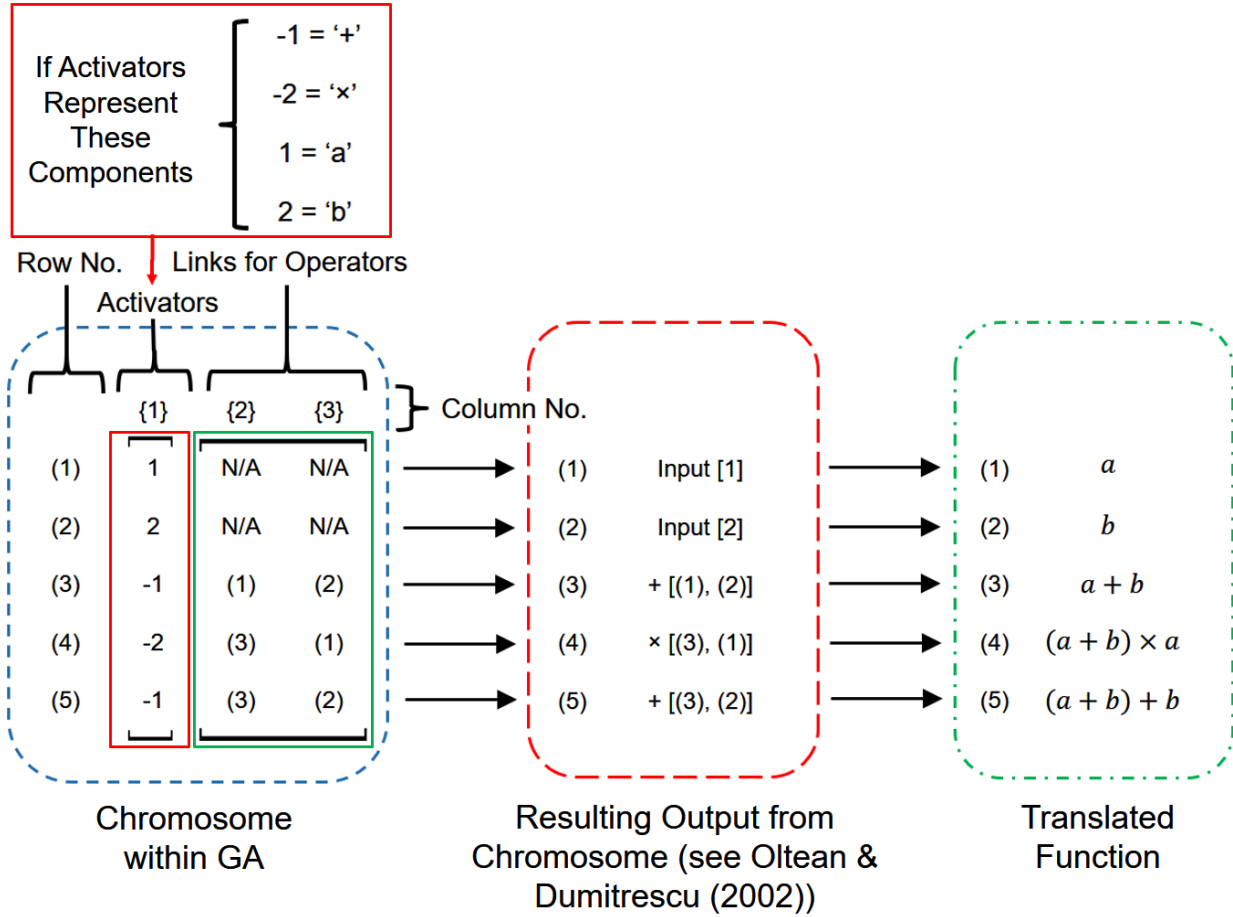 If Activators
Represent
These
Components
-1 = ‘+’
-2 = ‘×’
1 = ‘a’
2 = ‘b’
Row No.
Links for Operators
Activators
{1} {2} {3}
Column No.
(1) 1 N/A N/A (1) Input [1] (1) a
(2) 2 N/A N/A (2) Input [2] (2) b
(3) -1 (1) (2) (3) + [(1), (2)] (3) a + b
(4) -2 (3) (1) (4) × [(3), (1)] (4) (a + b) × a
(5) -1 (3) (2) (5) + [(3), (2)] (5) (a + b) + b
Chromosome
within GA
Resulting Output from
Chromosome (see Oltean &
Dumitrescu (2002))
Translated
Function